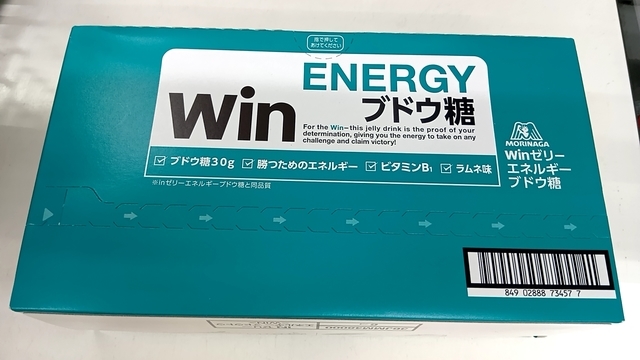 指で押して
あけてください
ENERGY
Win
ブドウ糖
For the Win–this jelly drink is the proof of your
determination, giving you the energy to take on any
challenge and claim victory!
ブドウ糖30g
勝つためのエネルギー
ビタミンB1
ラムネ味
※inゼリーエネルギーブドウ糖と同品質
MORINAGA
Winゼリー
エネルギー
ブドウ糖
849 02888 73457 7